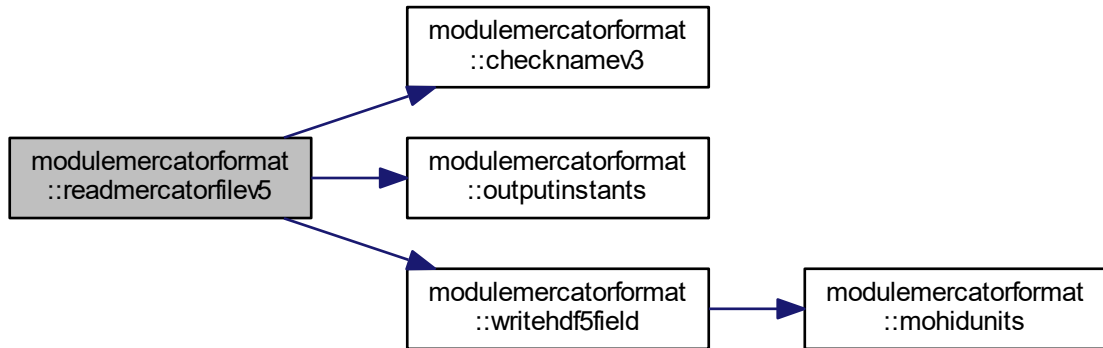 modulemercatorformat
::checknamev3
modulemercatorformat
::readmercatorfilev5
modulemercatorformat
::outputinstants
modulemercatorformat
::writehdf5field
modulemercatorformat
::mohidunits